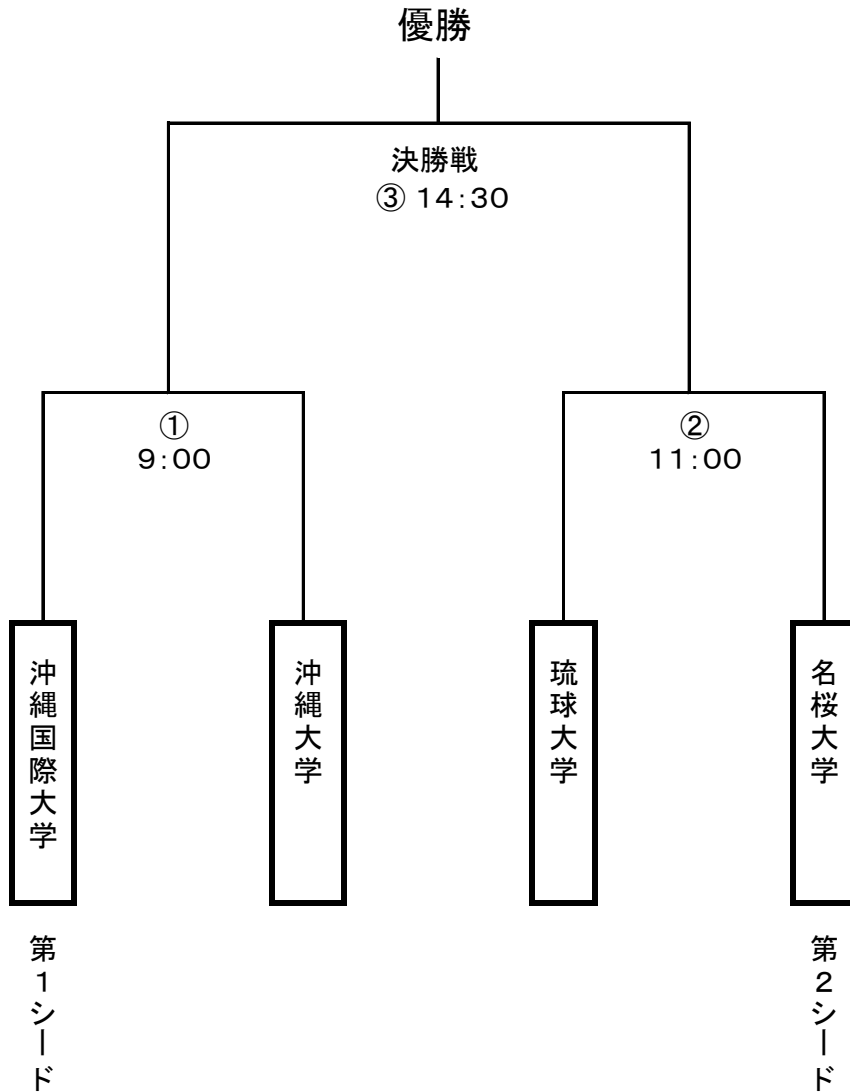 優勝
決勝戦
③ 14:30
①
9:00
②
11:00
沖縄国際大学
沖縄大学
琉球大学
名桜大学
第1シード
第2シード